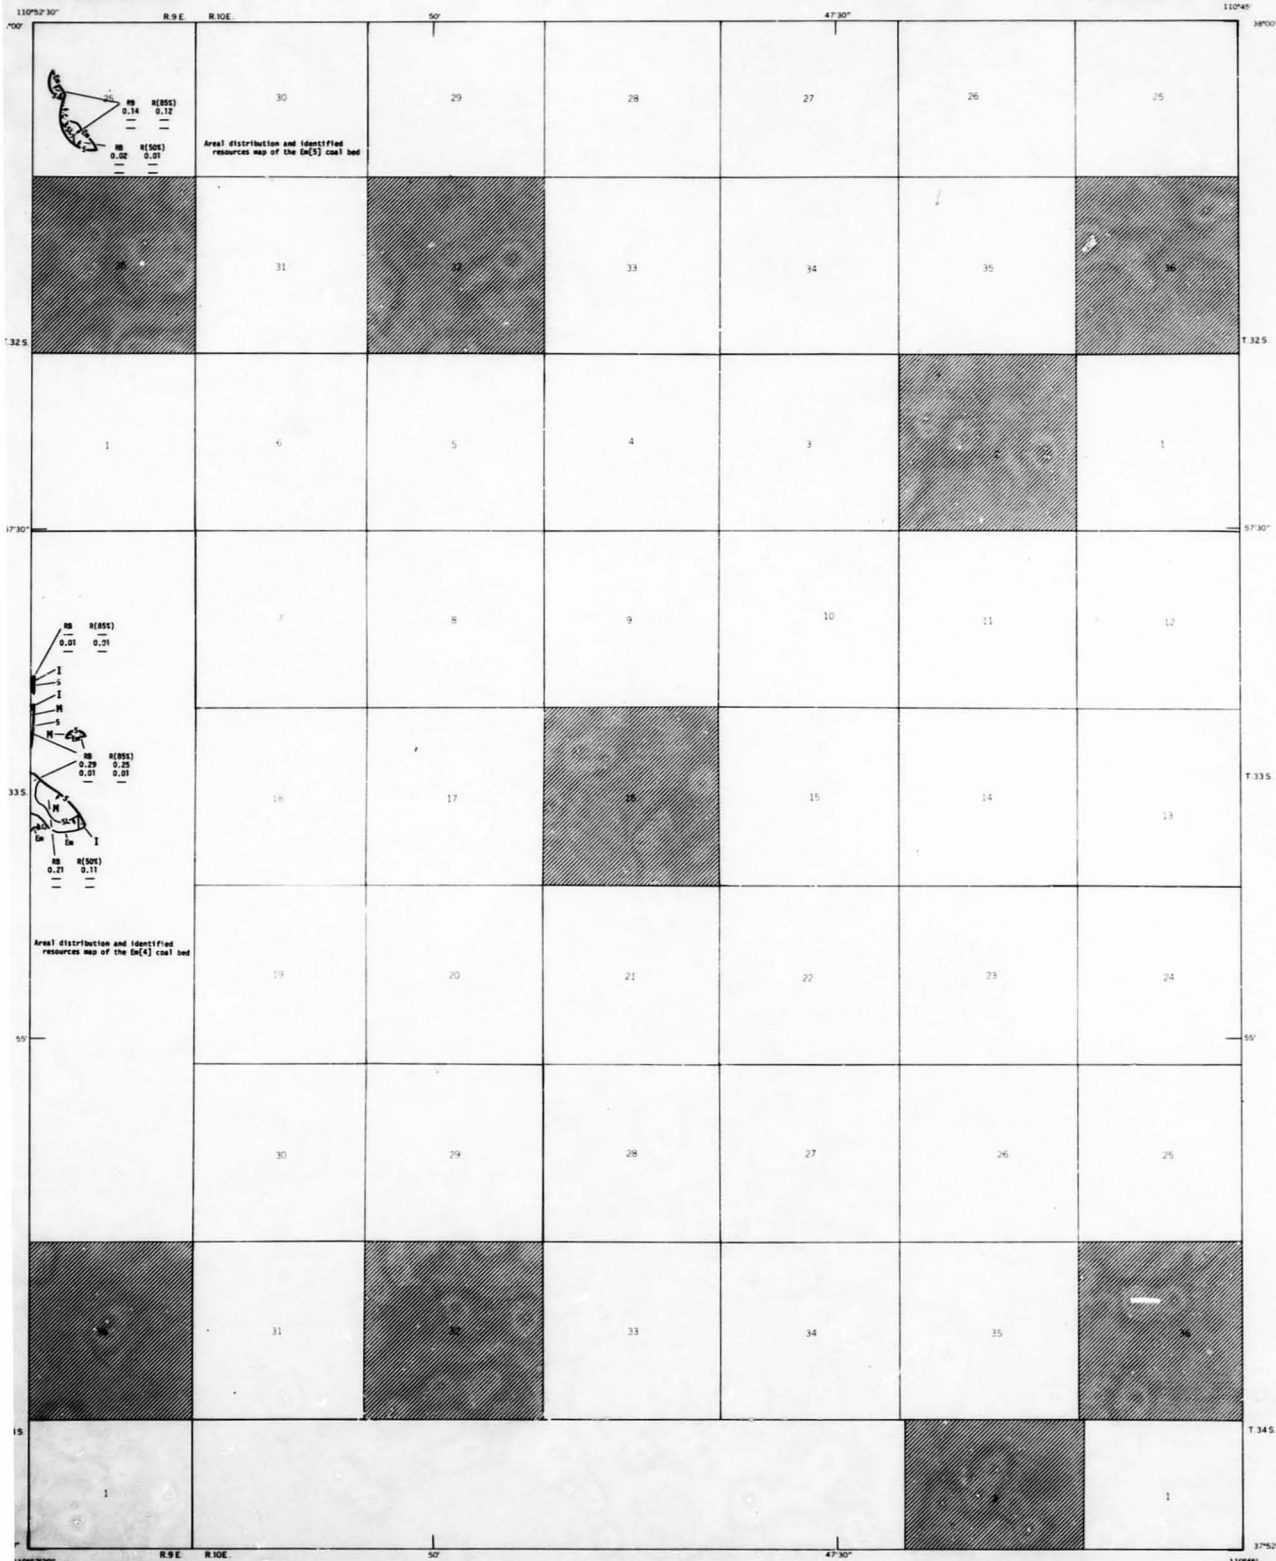 110°52'30" R.9 E. R.10E. 50' 47'30" 110°45'
38°00'
25 30 29 28 27 26 25
RB R(85%)
0.14 0.12
RB R(50%)
0.02 0.01
Areal distribution and identified
resources map of the Em[5] coal bed
36 31 32 33 34 35 36
T.32 S. T.32 S.
1 6 5 4 3 2 1
57'30" 57'30"
7 8 9 10 11 12
RB R(85%)
0.01 0.01
I
S
I
M
S
M S
Em
RB R(85%)
0.29 0.25
0.01 0.01
18 17 16 15 14 13
33 S. T.33 S.
M
I
Em Em
RB R(50%)
0.21 0.11
Areal distribution and identified
resources map of the Em[4] coal bed
19 20 21 22 23 24
55' 55'
30 29 28 27 26 25
36 31 32 33 34 35 36
T.34 S.
1 2 1
R.9 E. R.10E. 50' 47'30" 37°52'